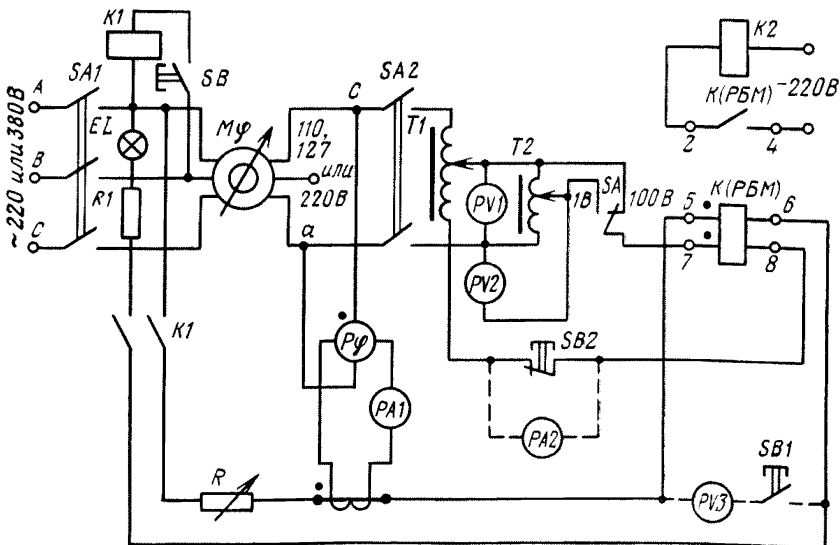 K1
K2
SA1
SB
SA2
C
~220 или 380В
A
EL
Mφ
110,
127
или
220В
T1
T2
К(РБМ)
-220В
2
4
B
R1
PV1
1В
SA
100В
5
К(РБМ)
6
7
8
C
a
PV2
K1
Pφ
SB2
PA1
PA2
R
PV3
SB1